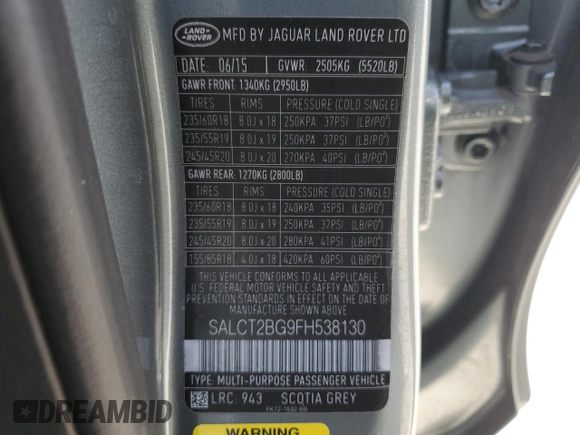 LAND ROVER
MFD BY JAGUAR LAND ROVER LTD
DATE: 06/15 GVWR: 2505KG (5520LB)
GAWR FRONT: 1340KG (2950LB)
TIRES RIMS PRESSURE (COLD SINGLE)
235/60R18 8.0J x 18 250KPA 37PSI (LB/PO²)
235/55R19 8.0J x 19 250KPA 37PSI (LB/PO²)
245/45R20 8.0J x 20 270KPA 40PSI (LB/PO²)
GAWR REAR: 1270KG (2800LB)
TIRES RIMS PRESSURE (COLD SINGLE)
235/60R18 8.0J x 18 240KPA 35PSI (LB/PO²)
235/55R19 8.0J x 19 250KPA 37PSI (LB/PO²)
245/45R20 8.0J x 20 280KPA 41PSI (LB/PO²)
155/85R18 4.0J x 18 420KPA 60PSI (LB/PO²)
THIS VEHICLE CONFORMS TO ALL APPLICABLE
U.S. FEDERAL MOTOR VEHICLE SAFETY AND THEFT
PREVENTION STANDARDS IN EFFECT ON THE DATE OF
MANUFACTURE SHOWN ABOVE
SALCT2BG9FH538130
TYPE: MULTI-PURPOSE PASSENGER VEHICLE
LRC: 943 SCOTIA GREY
WARNING
DREAMBID